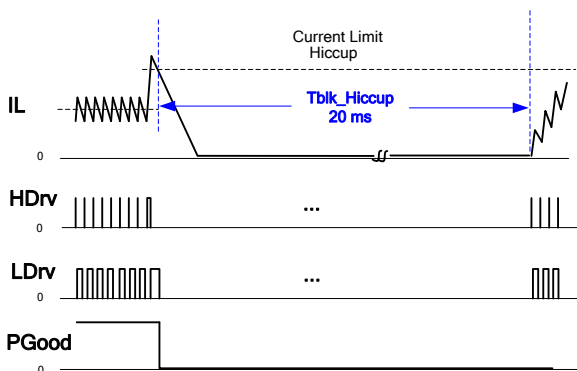 Current Limit
Hiccup
IL
Tblk_Hiccup
20 ms
0
HDrv
...
0
LDrv
...
0
PGood
0